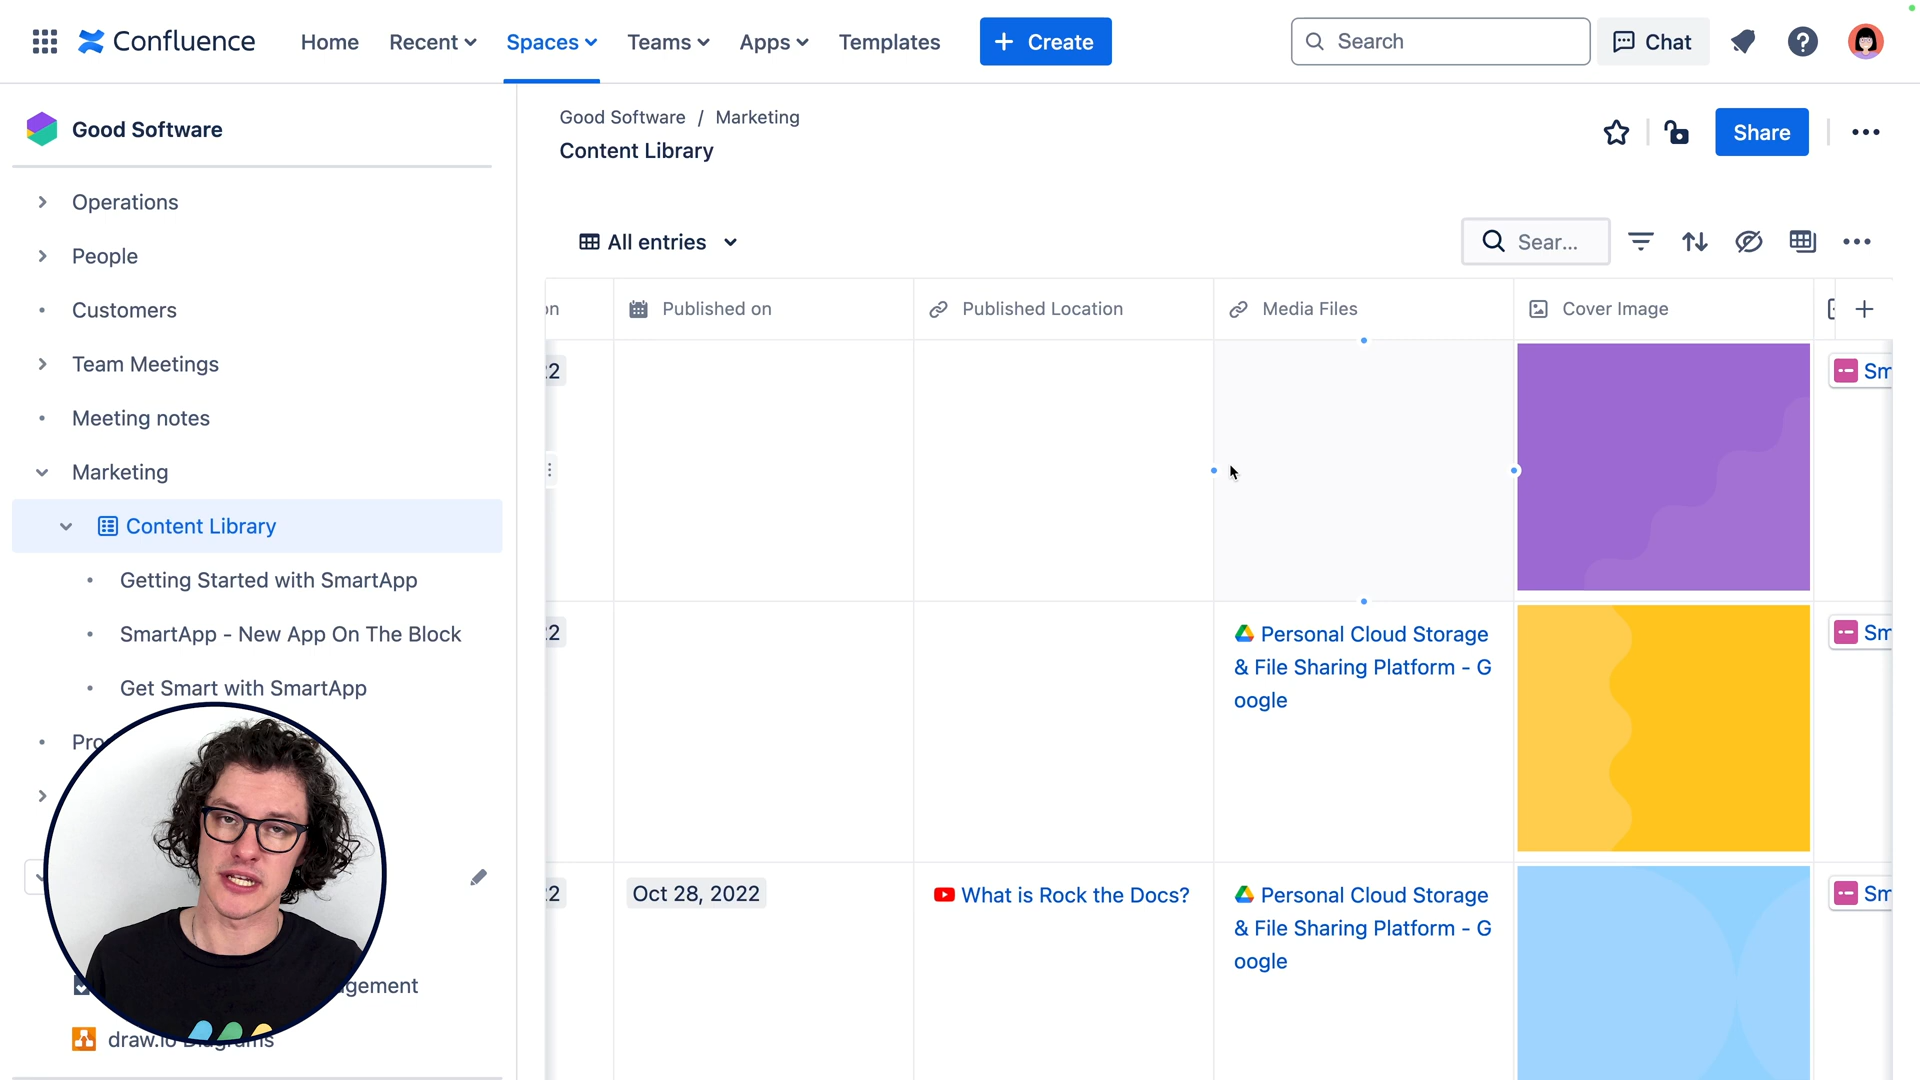 Confluence Home Recent Spaces Teams Apps Templates + Create Search Chat
Good Software
Operations
People
Customers
Team Meetings
Meeting notes
Marketing
Content Library
Getting Started with SmartApp
SmartApp - New App On The Block
Get Smart with SmartApp
draw.io Diagrams
Good Software / Marketing
Content Library
Share
All entries
Sear...
Published on Published Location Media Files Cover Image
Personal Cloud Storage
& File Sharing Platform - G
oogle
Oct 28, 2022
What is Rock the Docs?
Personal Cloud Storage
& File Sharing Platform - G
oogle